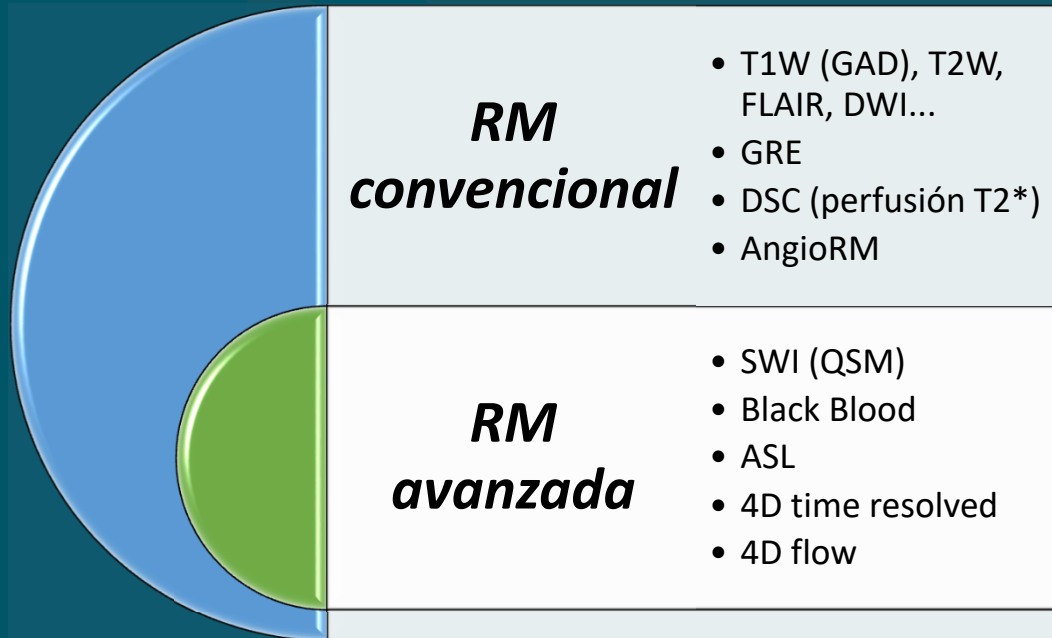 RM
convencional
• T1W (GAD), T2W,
FLAIR, DWI...
• GRE
• DSC (perfusión T2*)
• AngioRM
RM
avanzada
• SWI (QSM)
• Black Blood
• ASL
• 4D time resolved
• 4D flow